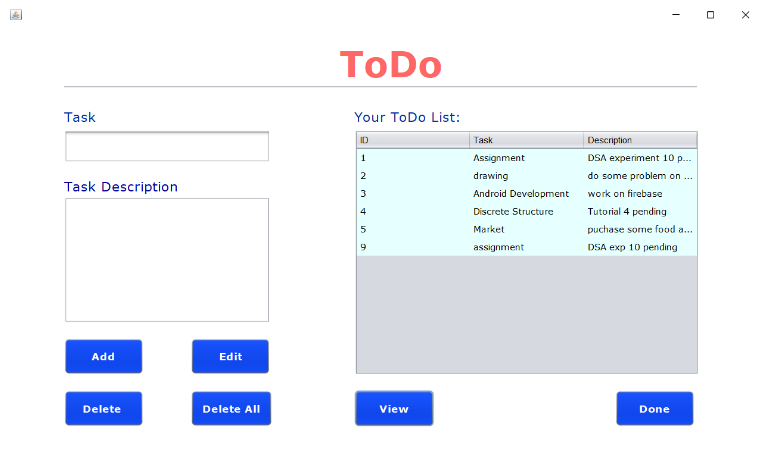 ToDo
Task
Task Description
Add Edit
Delete Delete All
Your ToDo List:
ID Task Description
1 Assignment DSA experiment 10 p...
2 drawing do some problem on ...
3 Android Development work on firebase
4 Discrete Structure Tutorial 4 pending
5 Market puchase some food a...
9 assignment DSA exp 10 pending
View Done